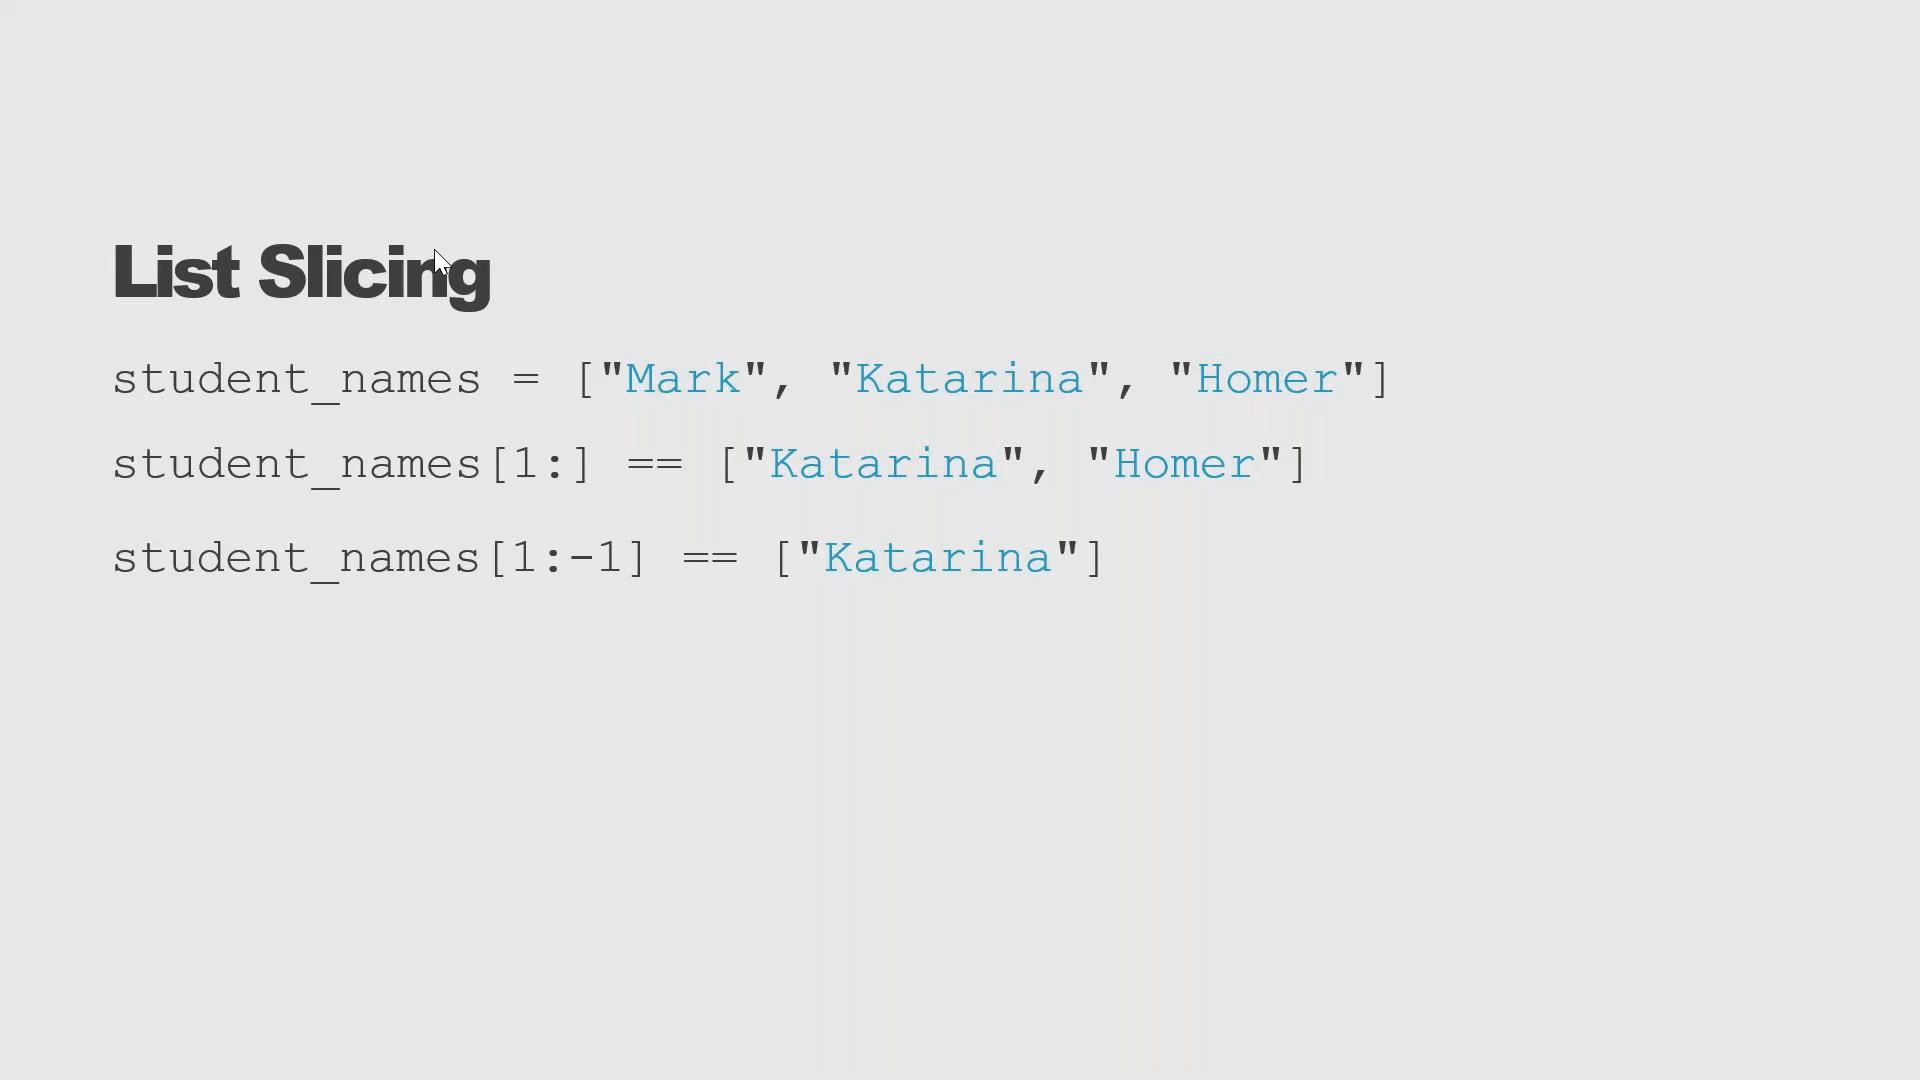 List Slicing
student_names = ["Mark", "Katarina", "Homer"]
student_names[1:] == ["Katarina", "Homer"]
student_names[1:-1] == ["Katarina"]